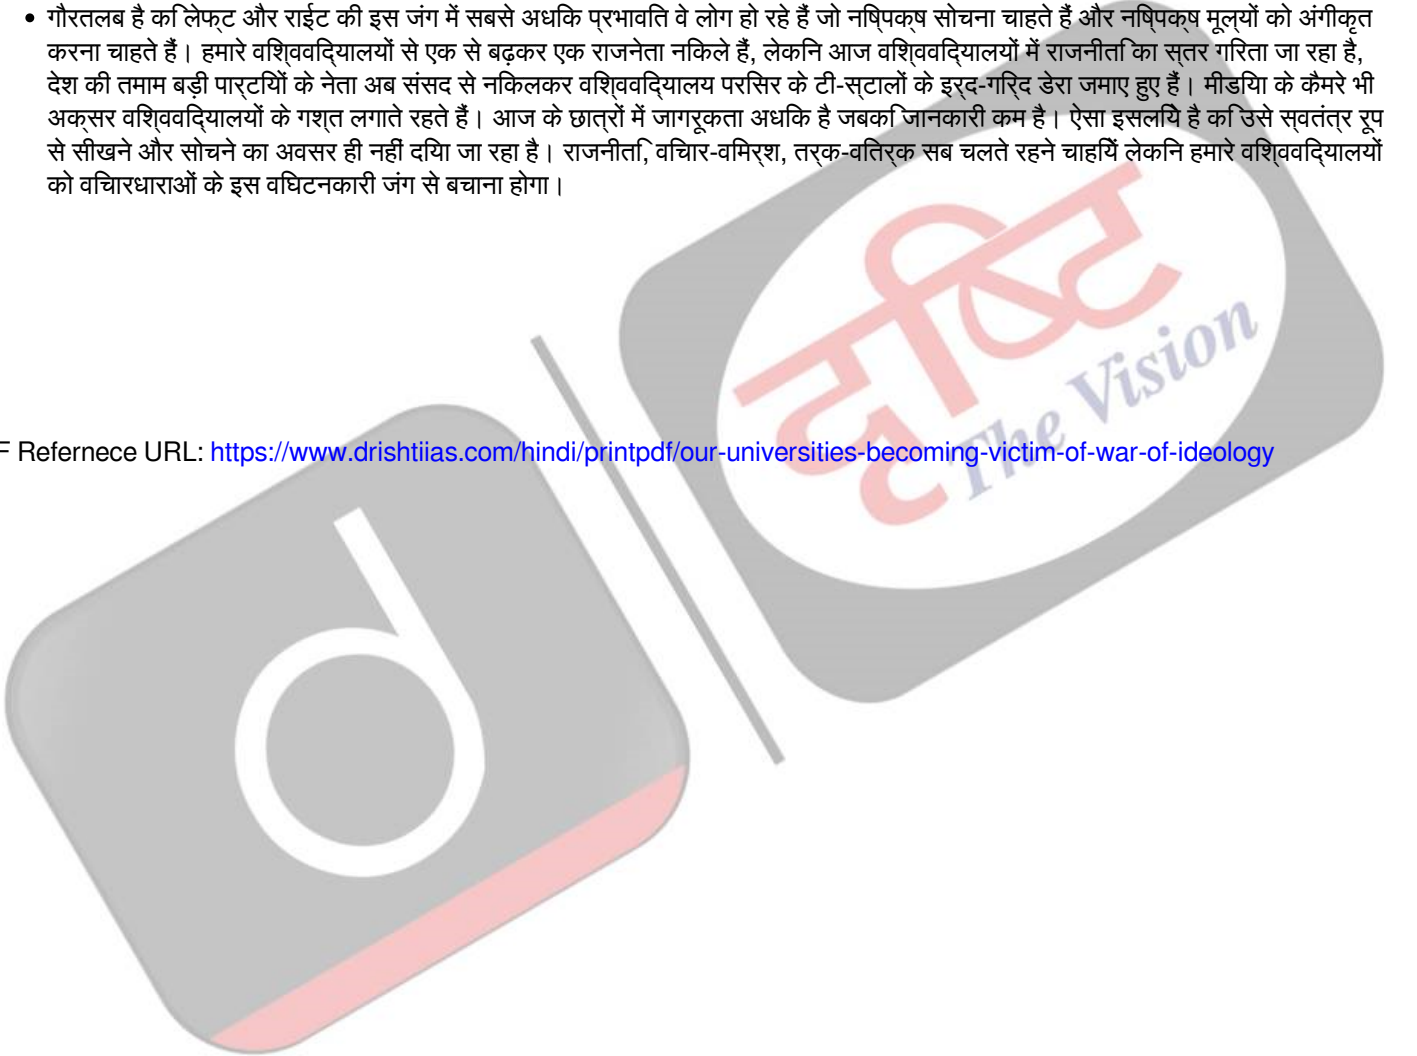 • गौरतलब है कि लेफ्ट और राईट की इस जंग में सबसे अधिक प्रभावित वे लोग हो रहे हैं जो निष्पिक्ष सोचना चाहते हैं और निष्पिक्ष मूल्यों को अंगीकृत
करना चाहते हैं। हमारे विश्वविद्यालयों से एक से बढ़कर एक राजनेता निकले हैं, लेकिन आज विश्वविद्यालयों में राजनीति का स्तर गिरता जा रहा है,
देश की तमाम बड़ी पार्टियों के नेता अब संसद से निकलकर विश्वविद्यालय परिसर के टी-स्टालों के इर्द-गिर्द डेरा जमाए हुए हैं। मीडिया के कैमरे भी
अक्सर विश्वविद्यालयों के गश्त लगाते रहते हैं। आज के छात्रों में जागरूकता अधिक है जबकि जानकारी कम है। ऐसा इसलिये है कि उसे स्वतंत्र रूप
से सीखने और सोचने का अवसर ही नहीं दिया जा रहा है। राजनीति, विचार-विमर्श, तर्क-वितर्क सब चलते रहने चाहियें लेकिन हमारे विश्वविद्यालयों
को विचारधाराओं के इस विघटनकारी जंग से बचाना होगा।
दृष्टि
The Vision
F Refernece URL: https://www.drishtiias.com/hindi/printpdf/our-universities-becoming-victim-of-war-of-ideology
d